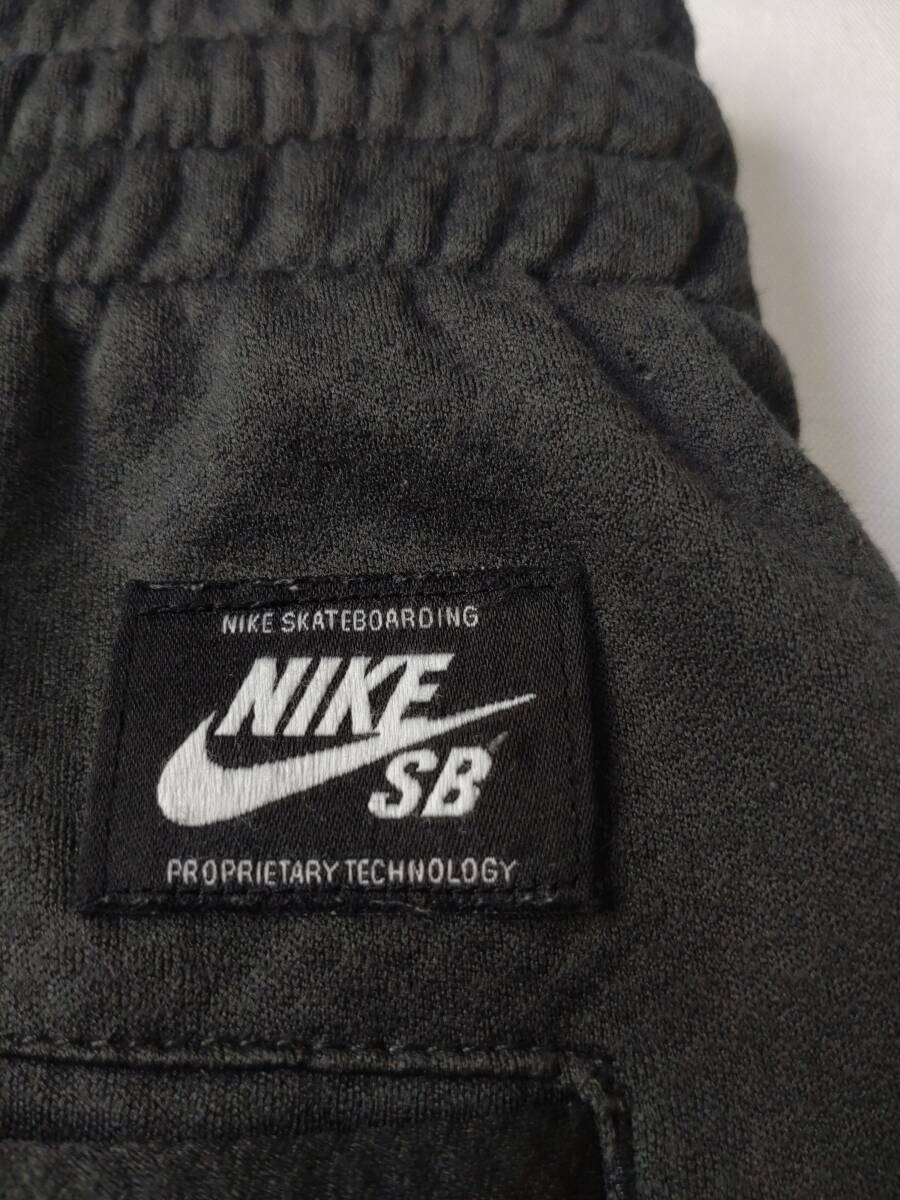 NIKE SKATEBOARDING
NIKE
SB
PROPRIETARY TECHNOLOGY